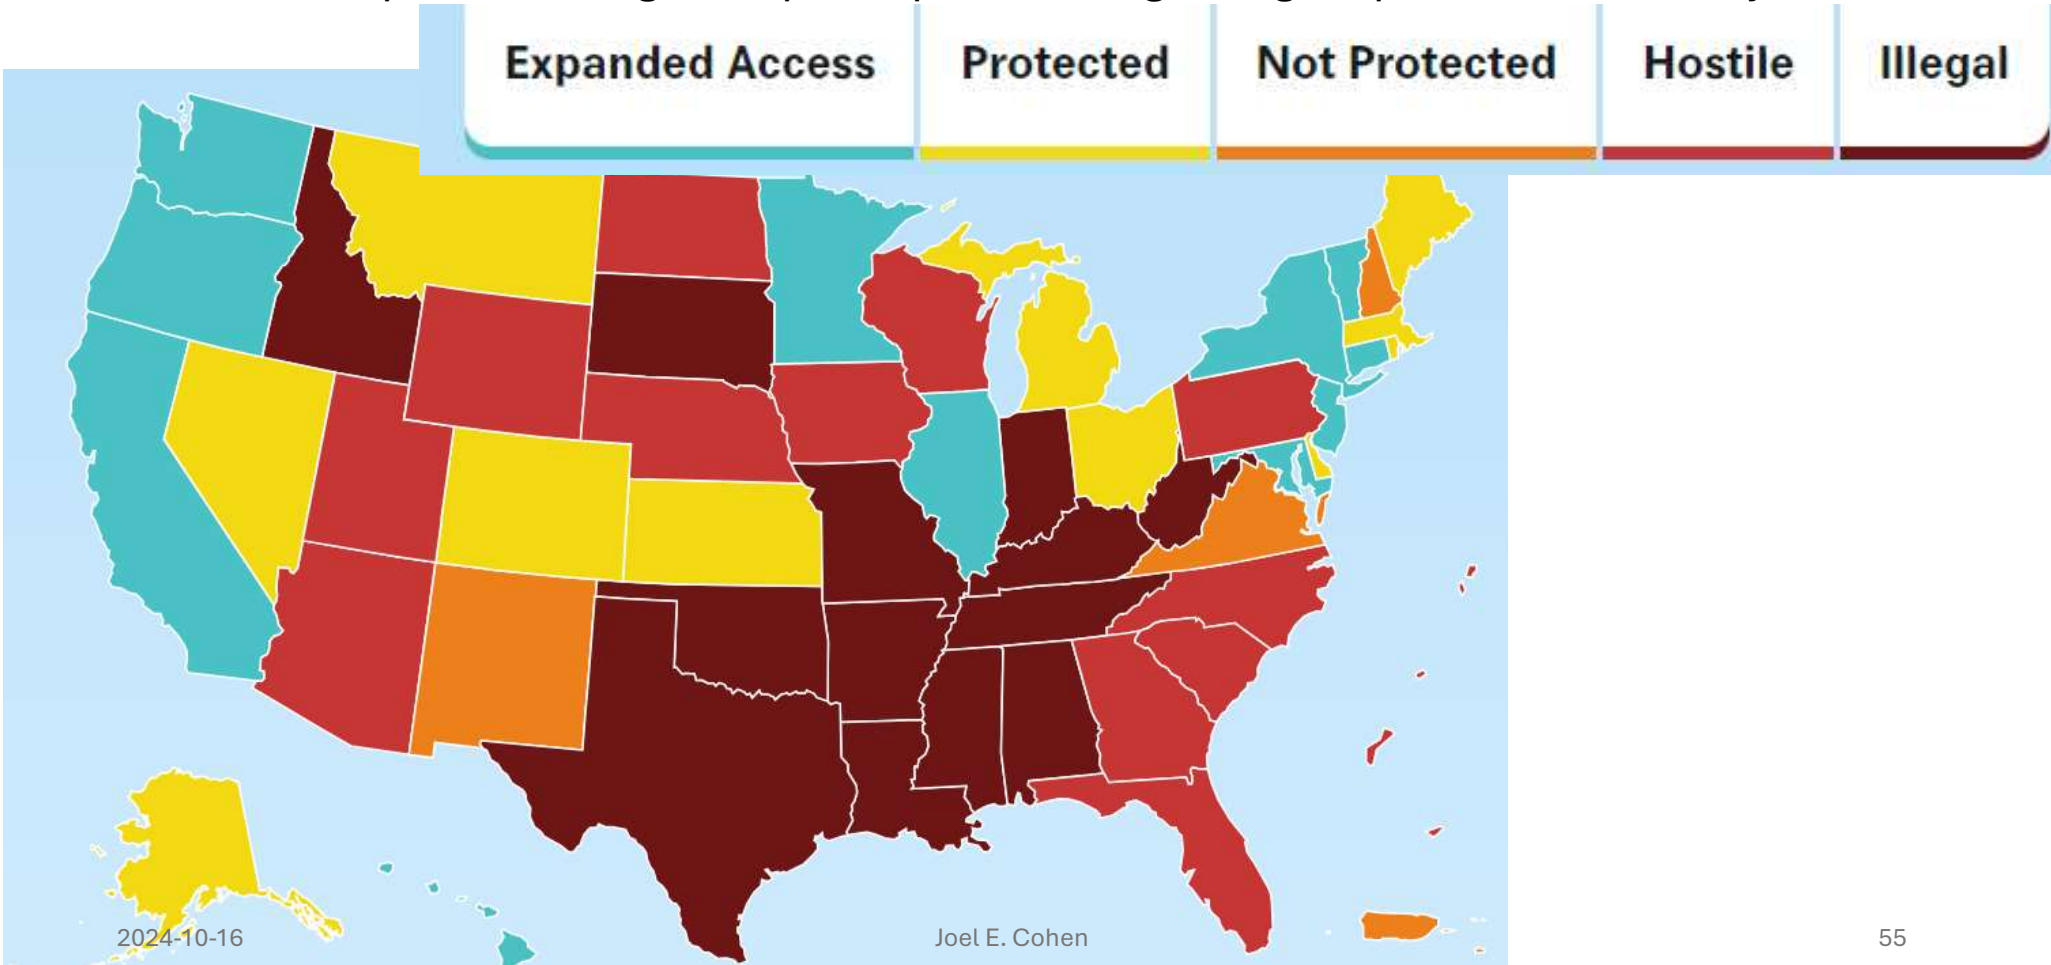 Expanded Access Protected Not Protected Hostile Illegal
2024-10-16 Joel E. Cohen 55